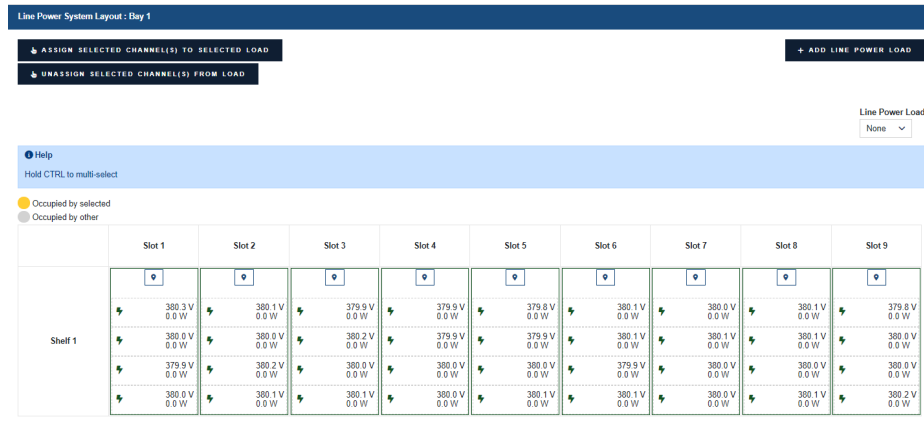 Line Power System Layout : Bay 1
ASSIGN SELECTED CHANNEL(S) TO SELECTED LOAD
+ ADD LINE POWER LOAD
UNASSIGN SELECTED CHANNEL(S) FROM LOAD
Line Power Load
None
Help
Hold CTRL to multi-select
Occupied by selected
Occupied by other
Slot 1 Slot 2 Slot 3 Slot 4 Slot 5 Slot 6 Slot 7 Slot 8 Slot 9
380.3 V 380.1 V 379.9 V 379.9 V 379.8 V 380.1 V 380.0 V 380.1 V 379.8 V
0.0 W 0.0 W 0.0 W 0.0 W 0.0 W 0.0 W 0.0 W 0.0 W 0.0 W
Shelf 1
380.0 V 380.0 V 380.2 V 379.9 V 379.9 V 380.1 V 380.1 V 380.1 V 380.0 V
0.0 W 0.0 W 0.0 W 0.0 W 0.0 W 0.0 W 0.0 W 0.0 W 0.0 W
379.9 V 380.2 V 380.0 V 380.0 V 380.0 V 379.9 V 380.0 V 380.0 V 380.0 V
0.0 W 0.0 W 0.0 W 0.0 W 0.0 W 0.0 W 0.0 W 0.0 W 0.0 W
380.0 V 380.1 V 380.1 V 380.0 V 380.1 V 380.1 V 380.0 V 380.1 V 380.2 V
0.0 W 0.0 W 0.0 W 0.0 W 0.0 W 0.0 W 0.0 W 0.0 W 0.0 W